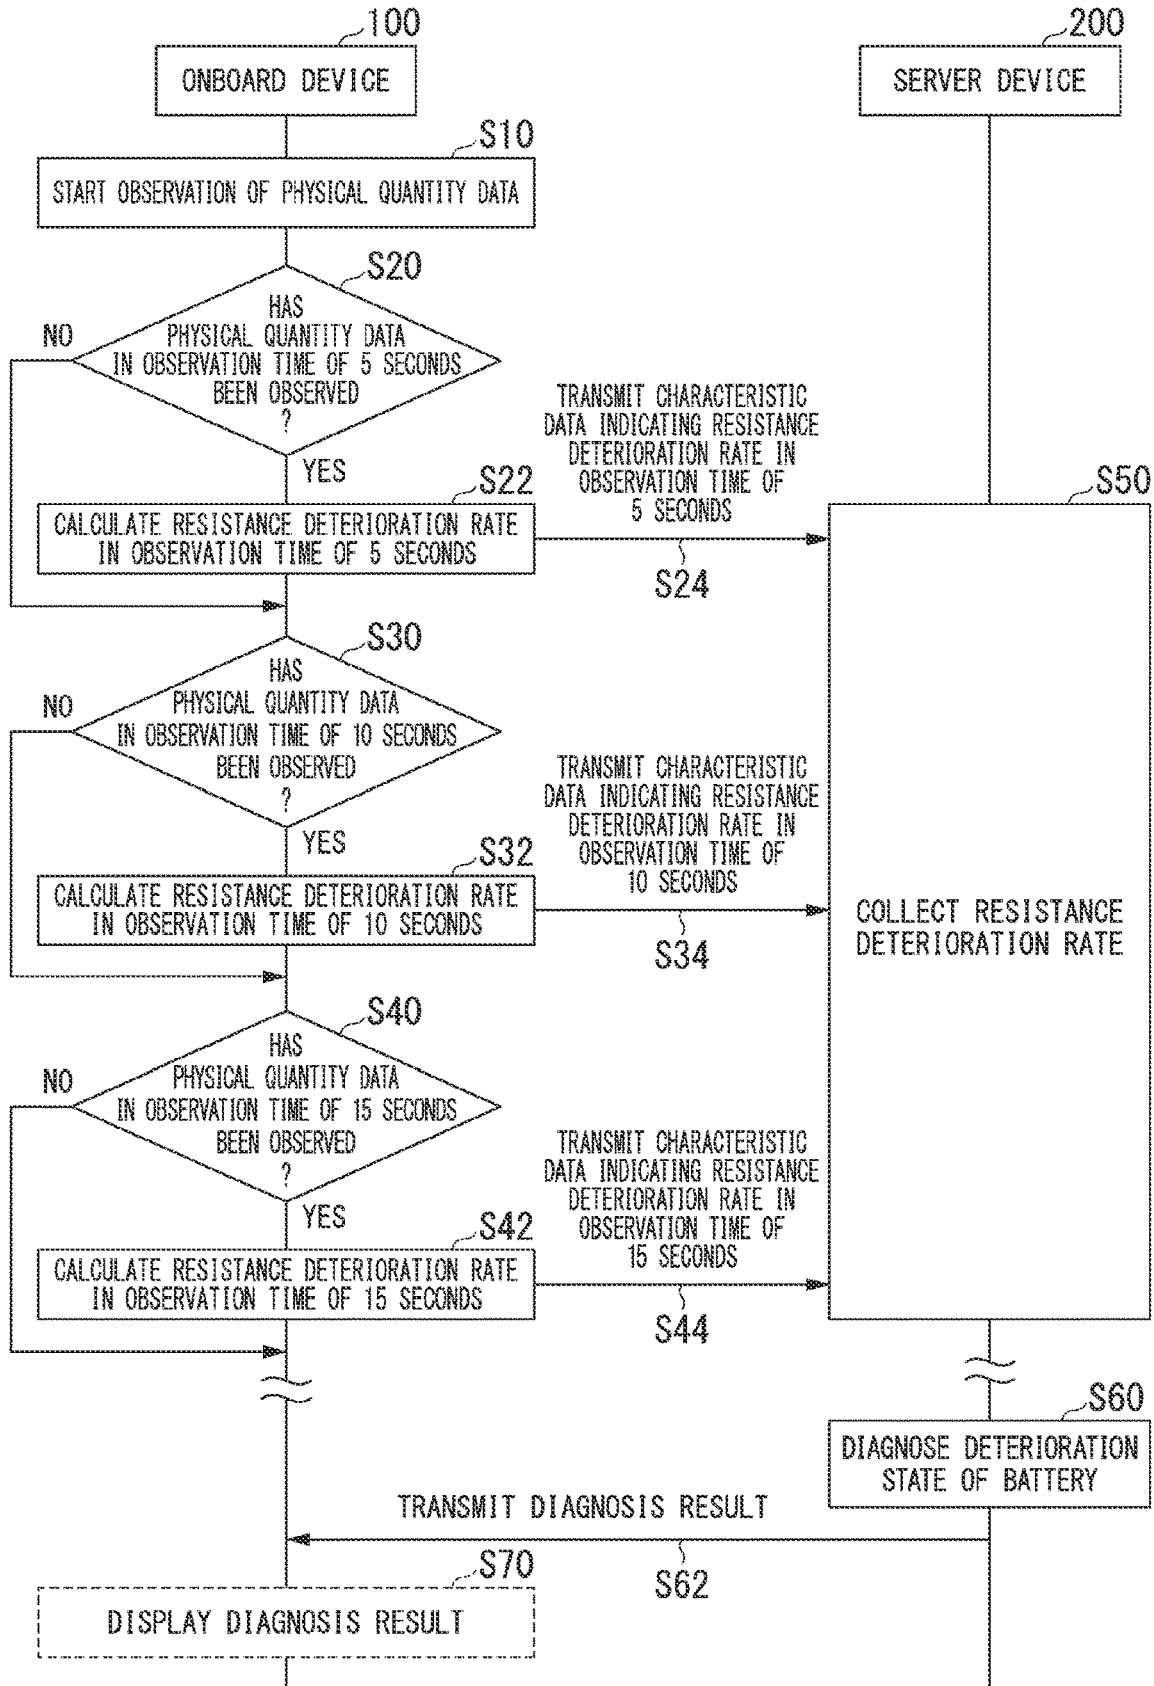 100
ONBOARD DEVICE
200
SERVER DEVICE
S10
START OBSERVATION OF PHYSICAL QUANTITY DATA
S20
HAS
PHYSICAL QUANTITY DATA
IN OBSERVATION TIME OF 5 SECONDS
BEEN OBSERVED
?
NO
YES
S22
CALCULATE RESISTANCE DETERIORATION RATE
IN OBSERVATION TIME OF 5 SECONDS
TRANSMIT CHARACTERISTIC
DATA INDICATING RESISTANCE
DETERIORATION RATE IN
OBSERVATION TIME OF
5 SECONDS
S24
S50
COLLECT RESISTANCE
DETERIORATION RATE
S30
HAS
PHYSICAL QUANTITY DATA
IN OBSERVATION TIME OF 10 SECONDS
BEEN OBSERVED
?
NO
YES
S32
CALCULATE RESISTANCE DETERIORATION RATE
IN OBSERVATION TIME OF 10 SECONDS
TRANSMIT CHARACTERISTIC
DATA INDICATING RESISTANCE
DETERIORATION RATE IN
OBSERVATION TIME OF
10 SECONDS
S34
S40
HAS
PHYSICAL QUANTITY DATA
IN OBSERVATION TIME OF 15 SECONDS
BEEN OBSERVED
?
NO
YES
S42
CALCULATE RESISTANCE DETERIORATION RATE
IN OBSERVATION TIME OF 15 SECONDS
TRANSMIT CHARACTERISTIC
DATA INDICATING RESISTANCE
DETERIORATION RATE IN
OBSERVATION TIME OF
15 SECONDS
S44
S60
DIAGNOSE DETERIORATION
STATE OF BATTERY
TRANSMIT DIAGNOSIS RESULT
S62
S70
DISPLAY DIAGNOSIS RESULT